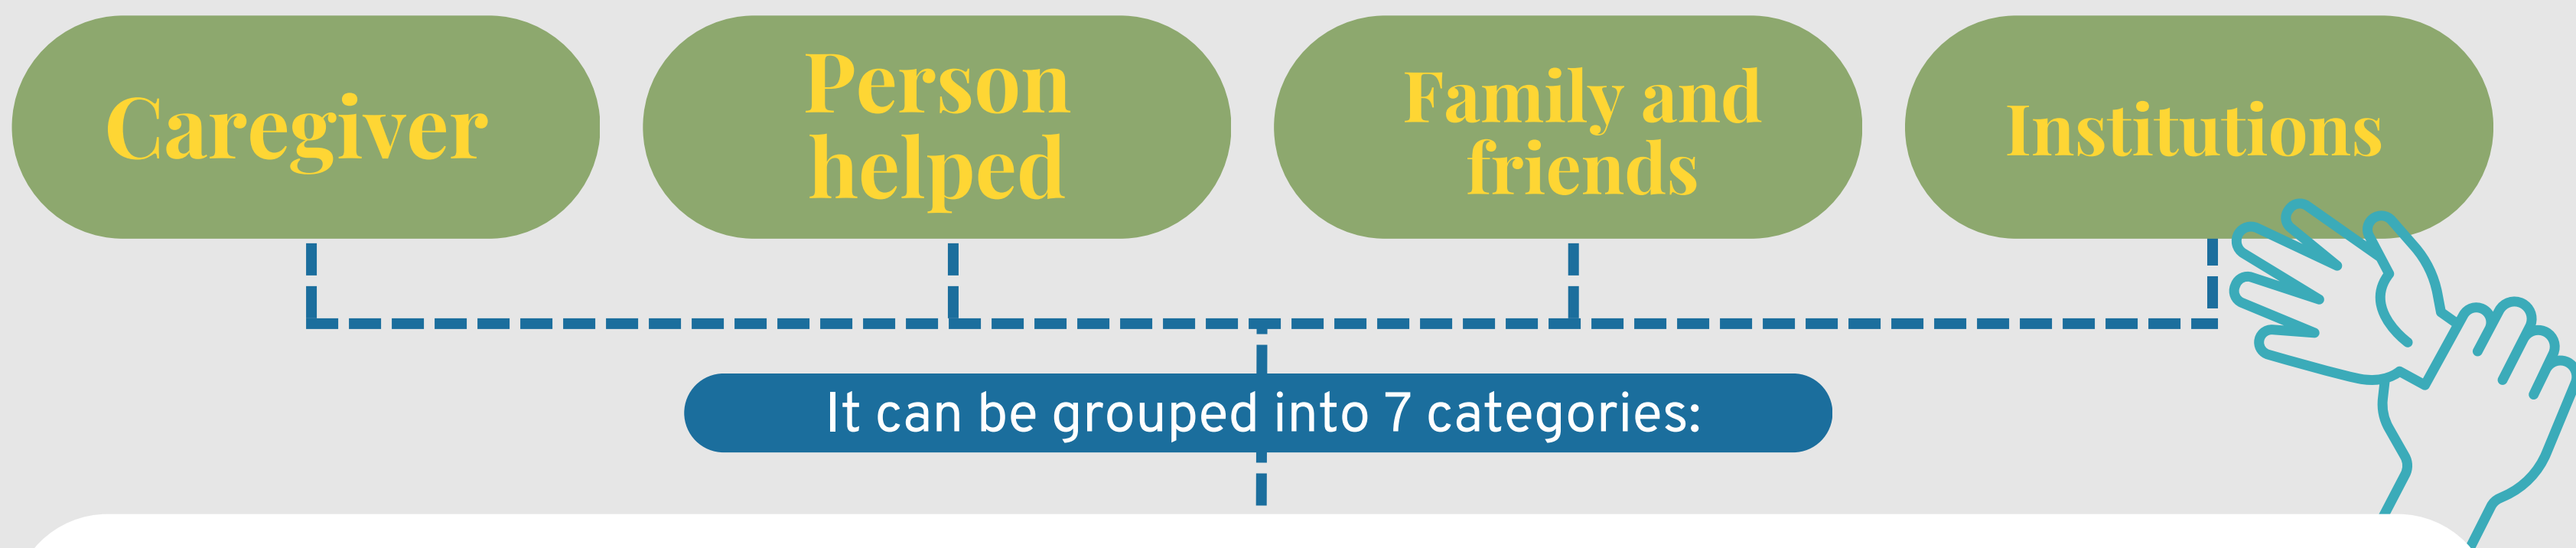 Caregiver
Person
helped
Family and
friends
Institutions
It can be grouped into 7 categories: